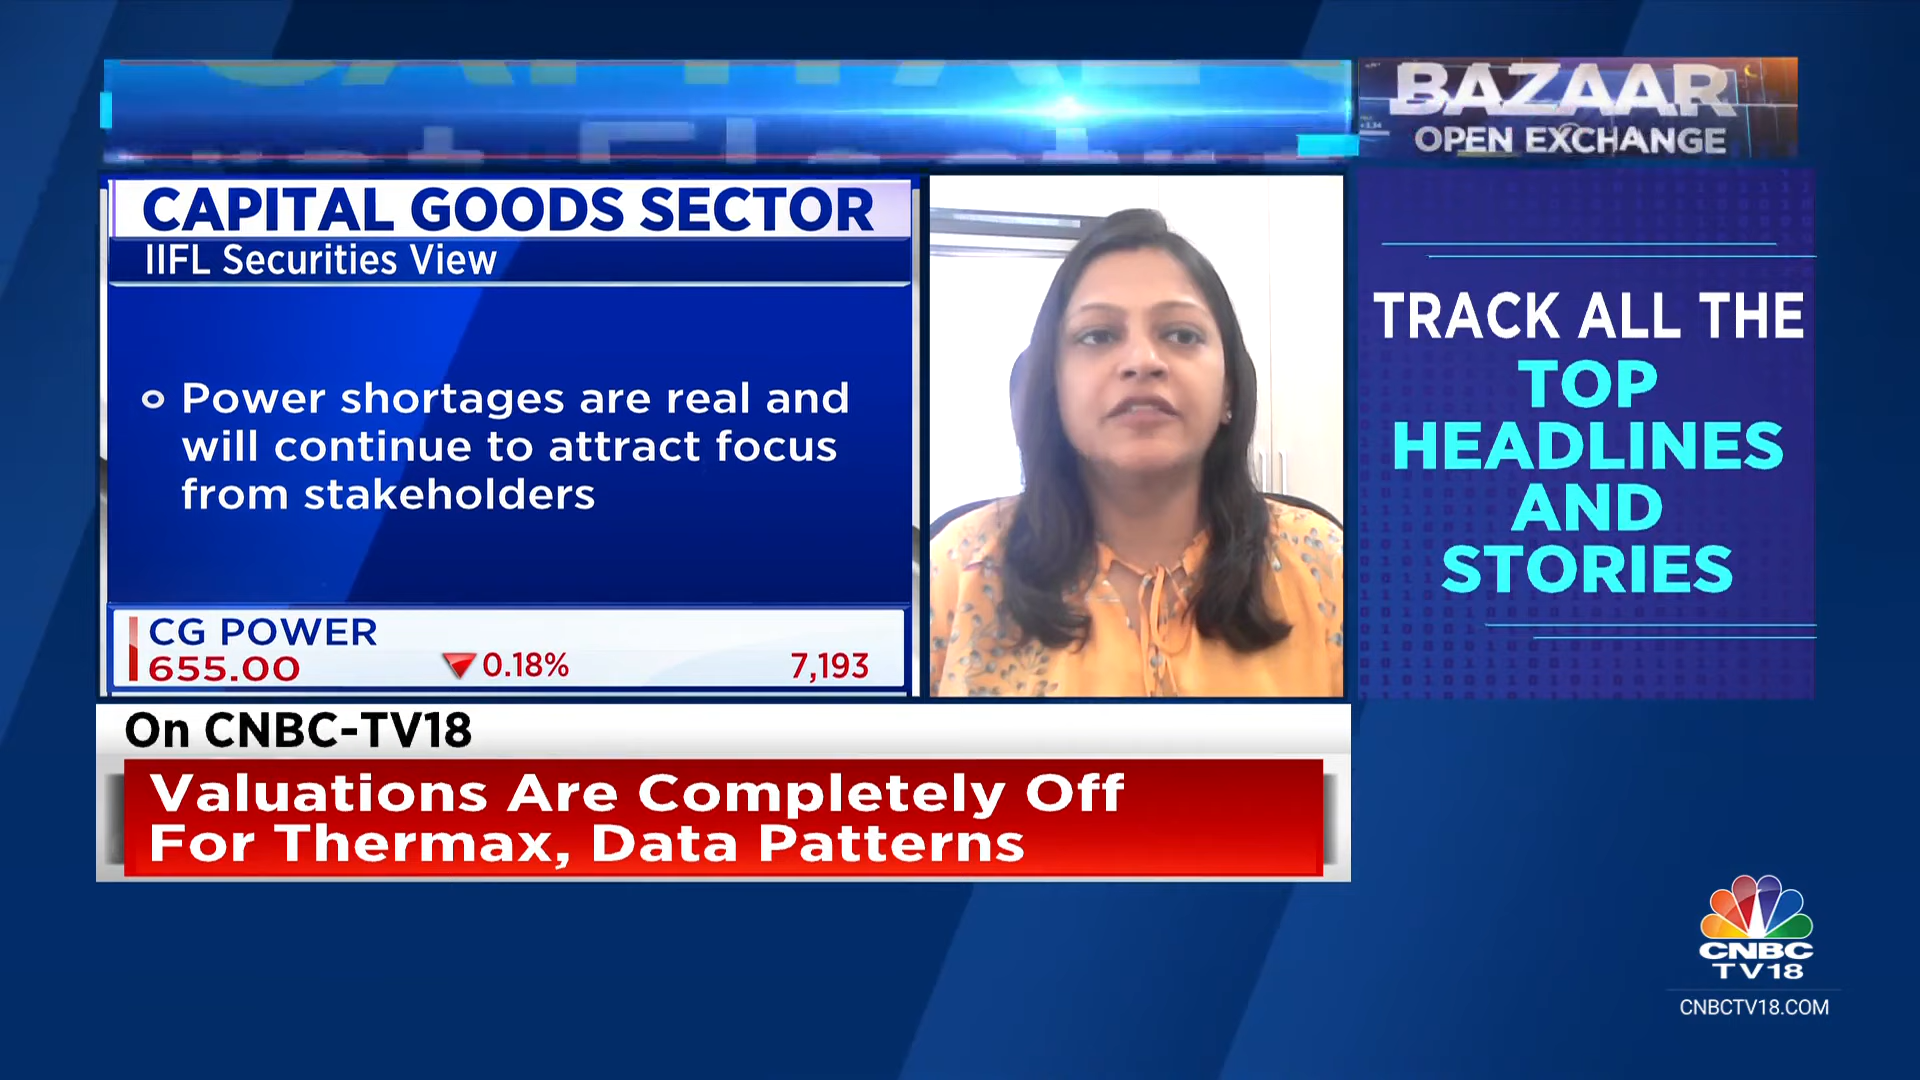 BAZAAR
OPEN EXCHANGE
CAPITAL GOODS SECTOR
IIFL Securities View
Power shortages are real and
will continue to attract focus
from stakeholders
CG POWER
655.00 0.18% 7,193
TRACK ALL THE
TOP
HEADLINES
AND
STORIES
On CNBC-TV18
Valuations Are Completely Off
For Thermax, Data Patterns
CNBC
TV18
CNBCTV18.COM